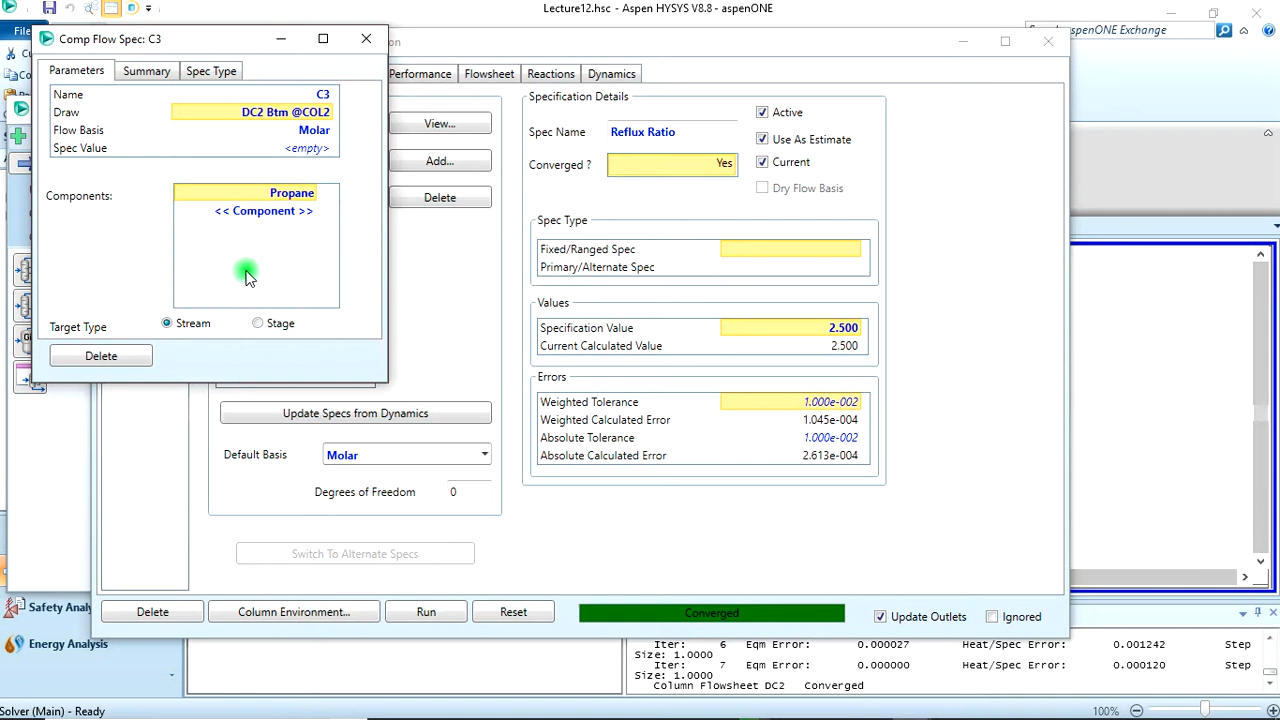 Lecture12.hsc - Aspen HYSYS V8.8 - aspenONE
File
aspenONE Exchange
Comp Flow Spec: C3
Parameters
Summary
Spec Type
Performance
Flowsheet
Reactions
Dynamics
Name C3
Draw DC2 Btm @COL2
Flow Basis Molar
Spec Value <empty>
Components: Propane
<< Component >>
Target Type Stream Stage
Delete
View...
Add...
Delete
Update Specs from Dynamics
Default Basis Molar
Degrees of Freedom 0
Switch To Alternate Specs
Specification Details
Spec Name Reflux Ratio
Converged ? Yes
Active
Use As Estimate
Current
Dry Flow Basis
Spec Type
Fixed/Ranged Spec
Primary/Alternate Spec
Values
Specification Value 2.500
Current Calculated Value 2.500
Errors
Weighted Tolerance 1.000e-002
Weighted Calculated Error 1.045e-004
Absolute Tolerance 1.000e-002
Absolute Calculated Error 2.613e-004
Delete
Column Environment...
Run
Reset
Converged
Update Outlets
Ignored
Safety Analy
Energy Analysis
Iter: 6 Eqm Error: 0.000027 Heat/Spec Error: 0.001242 Step
Size: 1.0000
Iter: 7 Eqm Error: 0.000000 Heat/Spec Error: 0.000120 Step
Size: 1.0000
Column Flowsheet DC2 Converged
Solver (Main) - Ready
100%